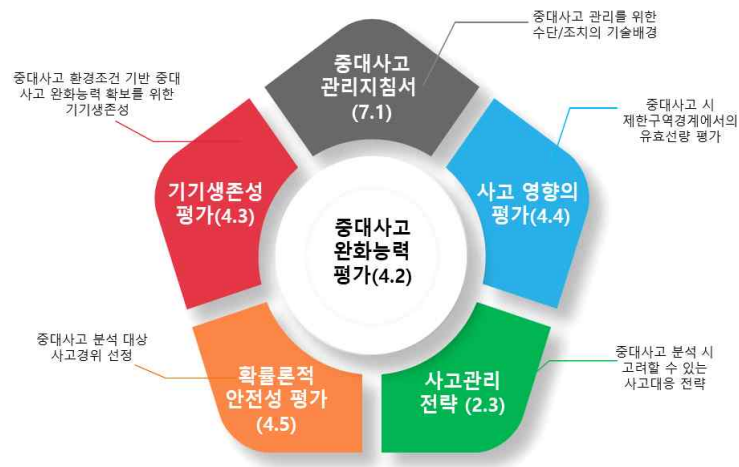 중대사고 관리를 위한
수단/조치의 기술배경
중대사고
관리지침서
(7.1)
중대사고 환경조건 기반 중대
사고 완화능력 확보를 위한
기기생존성
중대사고 시
제한구역경계에서의
유효선량 평가
기기생존성
평가(4.3)
사고 영향의
평가(4.4)
중대사고
완화능력
평가(4.2)
중대사고 분석 대상
사고경위 선정
확률론적
안전성 평가
(4.5)
사고관리
전략 (2.3)
중대사고 분석 시
고려할 수 있는
사고대응 전략